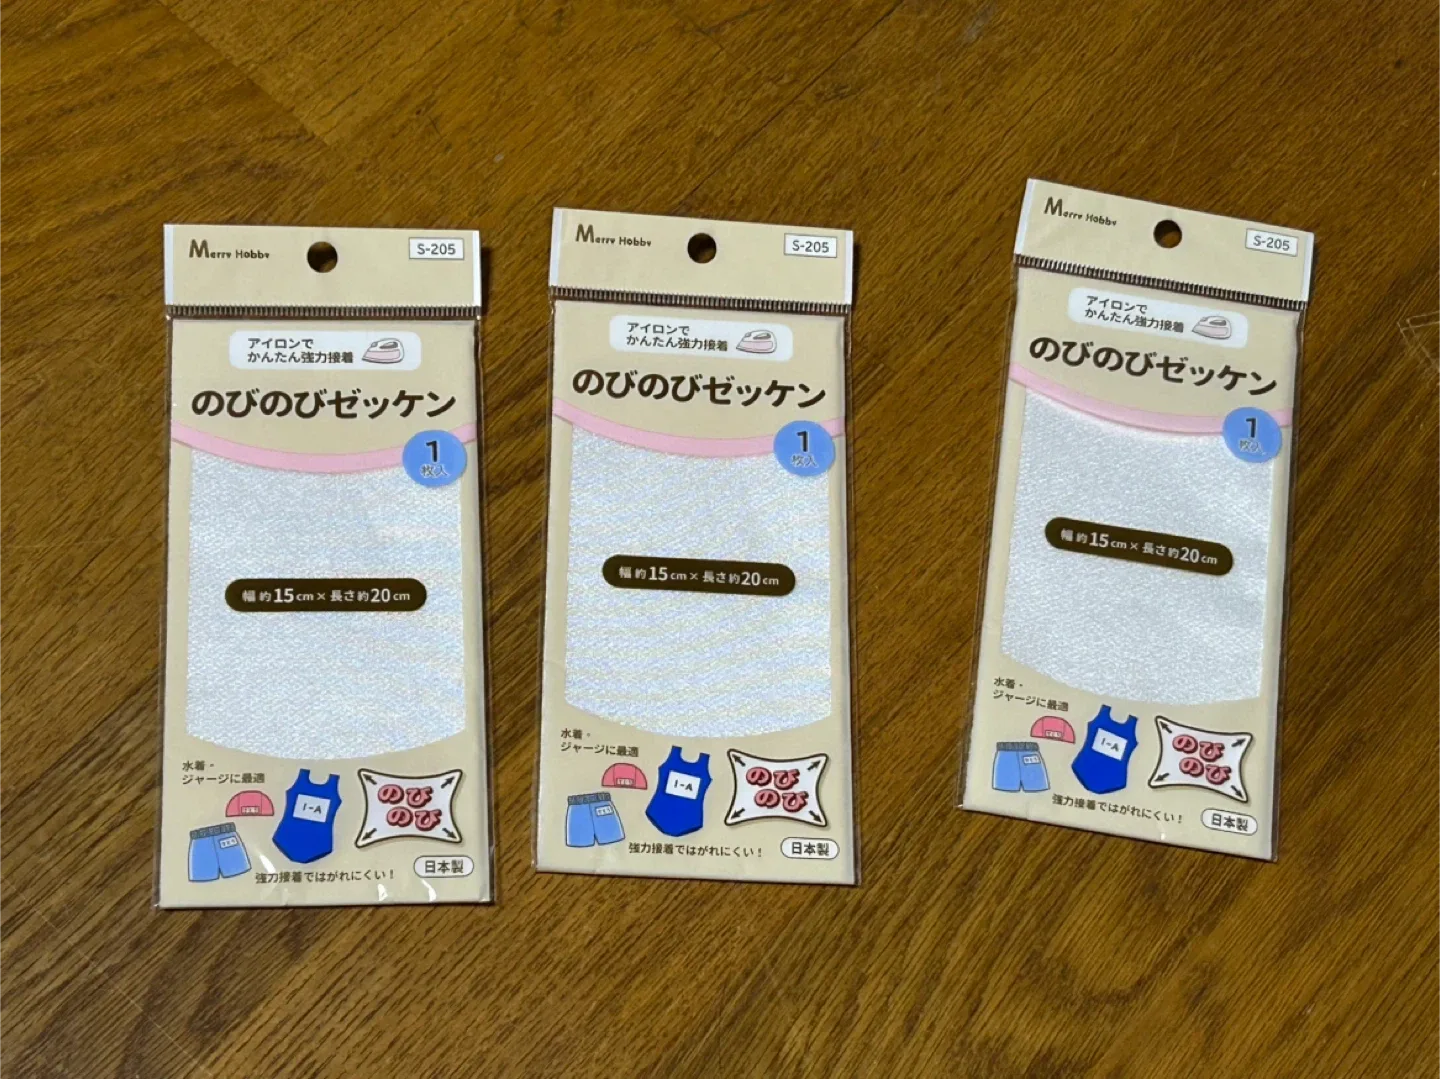 Merry Hobby
S-205
アイロンで
かんたん強力接着
のびのびゼッケン
1
枚入
幅 約15cm×長さ約20cm
水着・
ジャージに最適
1-A
のび
のび
強力接着ではがれにくい！
日本製
Merry Hobby
S-205
アイロンで
かんたん強力接着
のびのびゼッケン
1
枚入
幅 約15cm×長さ約20cm
水着・
ジャージに最適
1-A
のび
のび
強力接着ではがれにくい！
日本製
Merry Hobby
S-205
アイロンで
かんたん強力接着
のびのびゼッケン
1
枚入
幅 約15cm×長さ約20cm
水着・
ジャージに最適
1-A
のび
のび
強力接着ではがれにくい！
日本製